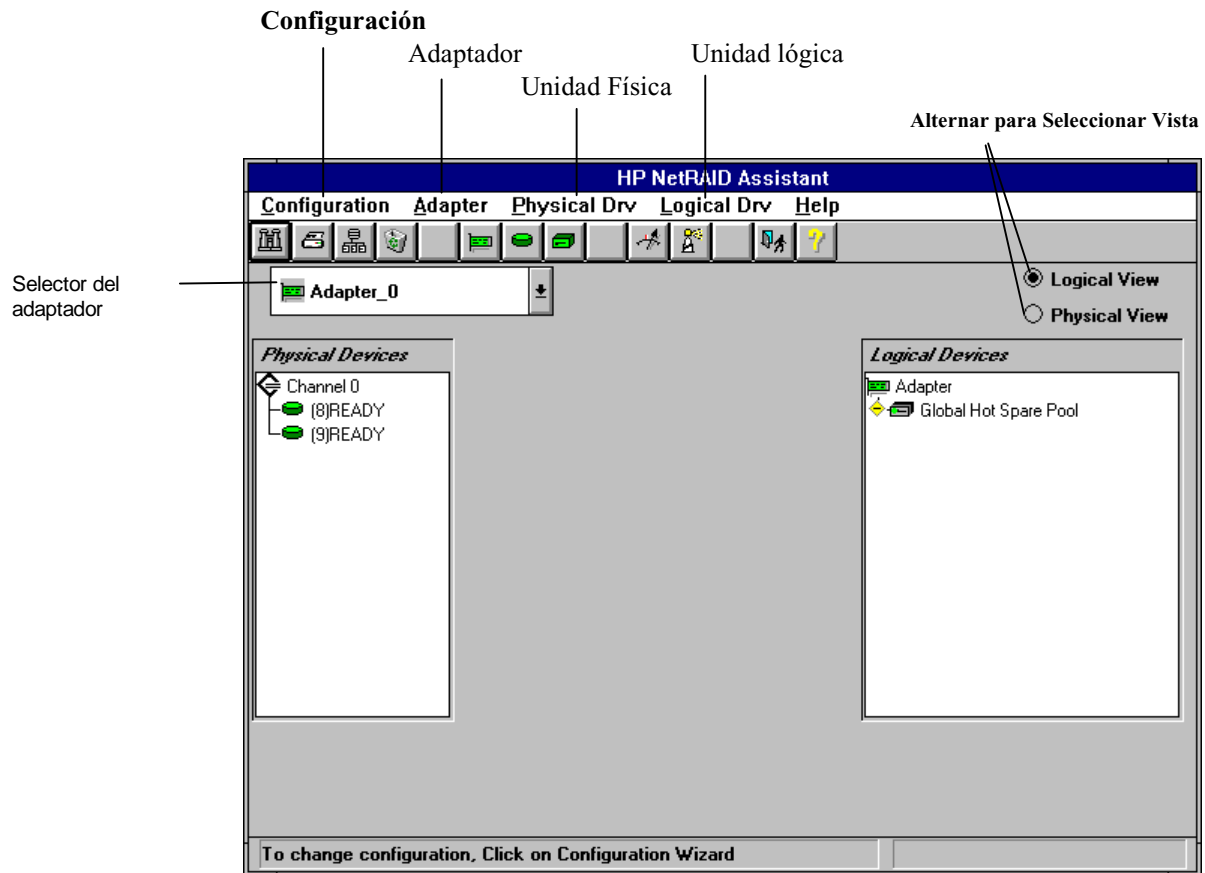 Configuración
Adaptador
Unidad lógica
Unidad Física
Alternar para Seleccionar Vista
HP NetRAID Assistant
Configuration Adapter Physical Drv Logical Drv Help
Selector del
adaptador
Adapter_0
Logical View
Physical View
Physical Devices
Channel 0
(8)READY
(9)READY
Logical Devices
Adapter
Global Hot Spare Pool
To change configuration, Click on Configuration Wizard